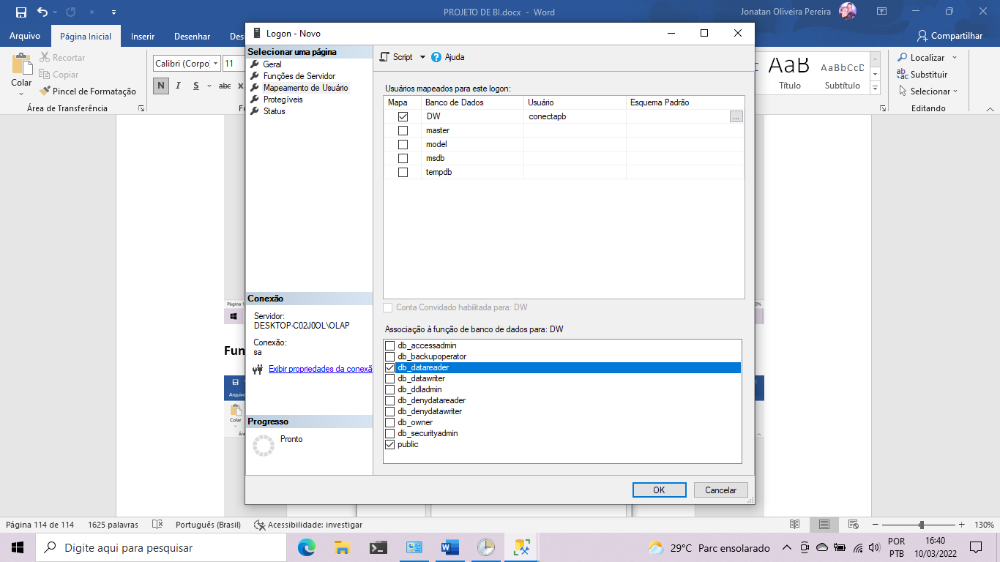 PROJETO DE BI.docx - Word
Jonatan Oliveira Pereira
Arquivo
Página Inicial
Inserir
Desenhar
Compartilhar
Colar
Recortar
Copiar
Pincel de Formatação
Área de Transferência
Calibri (Corpo
11
N I S abc x
AaB
AaBbCcD
Título
Subtítulo
Localizar
Substituir
Selecionar
Editando
Logon - Novo
Selecionar uma página
Geral
Funções de Servidor
Mapeamento de Usuário
Protegíveis
Status
Script
Ajuda
Usuários mapeados para este logon:
Mapa Banco de Dados Usuário Esquema Padrão
DW conectapb ...
master
model
msdb
tempdb
Conta Convidado habilitada para: DW
Associação à função de banco de dados para: DW
db_accessadmin
db_backupoperator
db_datareader
db_datawriter
db_ddladmin
db_denydatareader
db_denydatawriter
db_owner
db_securityadmin
public
Conexão
Servidor:
DESKTOP-C02J0OL\OLAP
Conexão:
sa
Exibir propriedades da conexã
Progresso
Pronto
OK
Cancelar
Página 1
Fun
Arquivo
Colar
Página 114 de 114 1625 palavras Português (Brasil) Acessibilidade: investigar 130%
Digite aqui para pesquisar
29°C Parc ensolarado
POR
PTB
16:40
10/03/2022